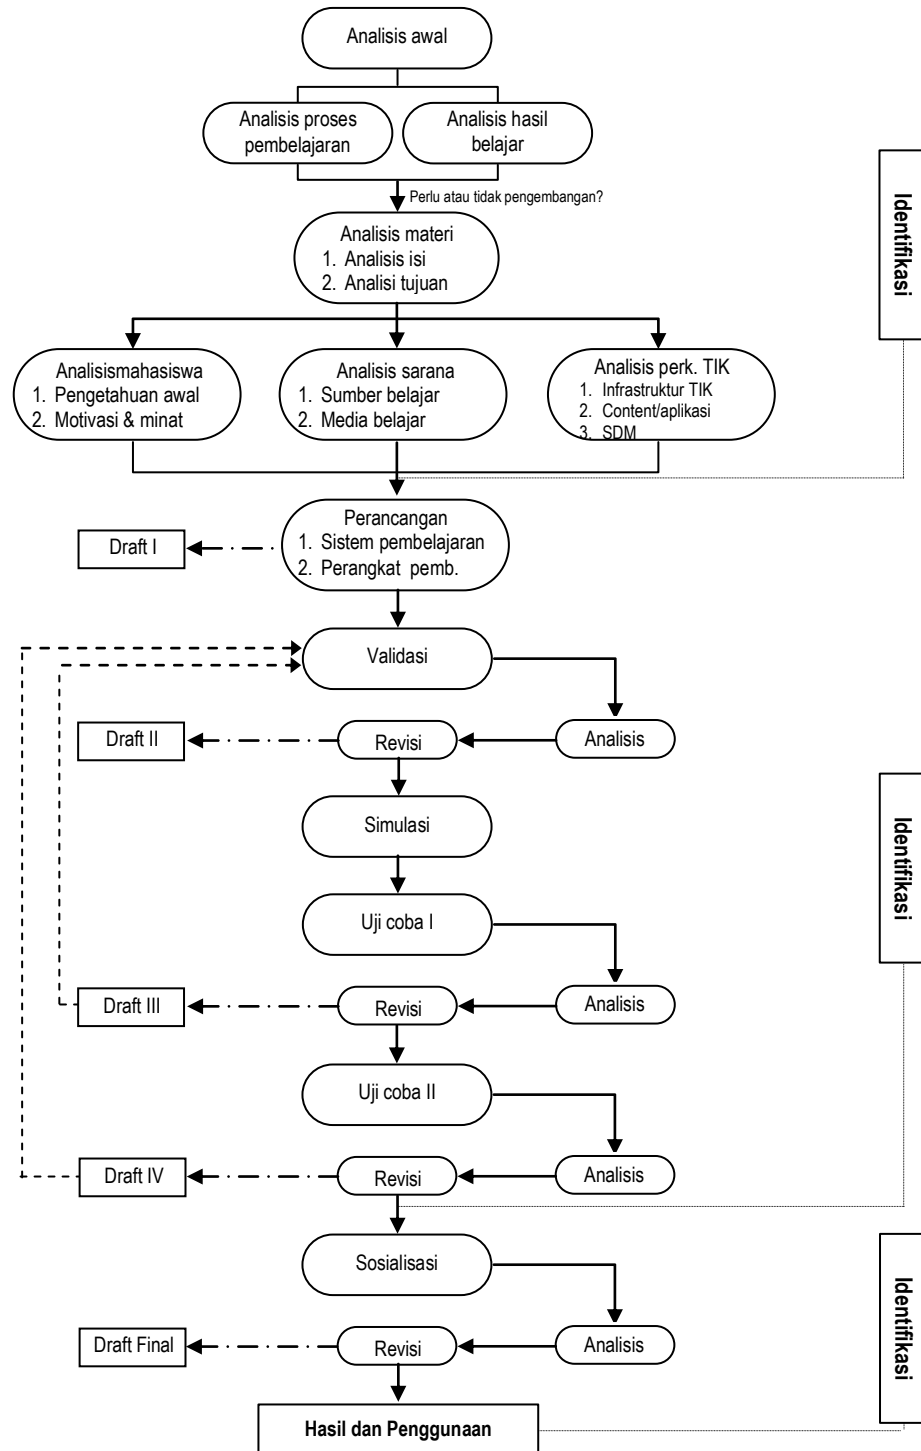 Analisis awal
Analisis proses
pembelajaran
Analisis hasil
belajar
Perlu atau tidak pengembangan?
Identifikasi
Analisis materi
1. Analisis isi
2. Analisi tujuan
Analisismahasiswa
1. Pengetahuan awal
2. Motivasi & minat
Analisis sarana
1. Sumber belajar
2. Media belajar
Analisis perk. TIK
1. Infrastruktur TIK
2. Content/aplikasi
3. SDM
Perancangan
1. Sistem pembelajaran
2. Perangkat pemb.
Draft I
Validasi
Draft II
Revisi
Analisis
Simulasi
Identifikasi
Uji coba I
Draft III
Revisi
Analisis
Uji coba II
Draft IV
Revisi
Analisis
Sosialisasi
Identifikasi
Draft Final
Revisi
Analisis
Hasil dan Penggunaan